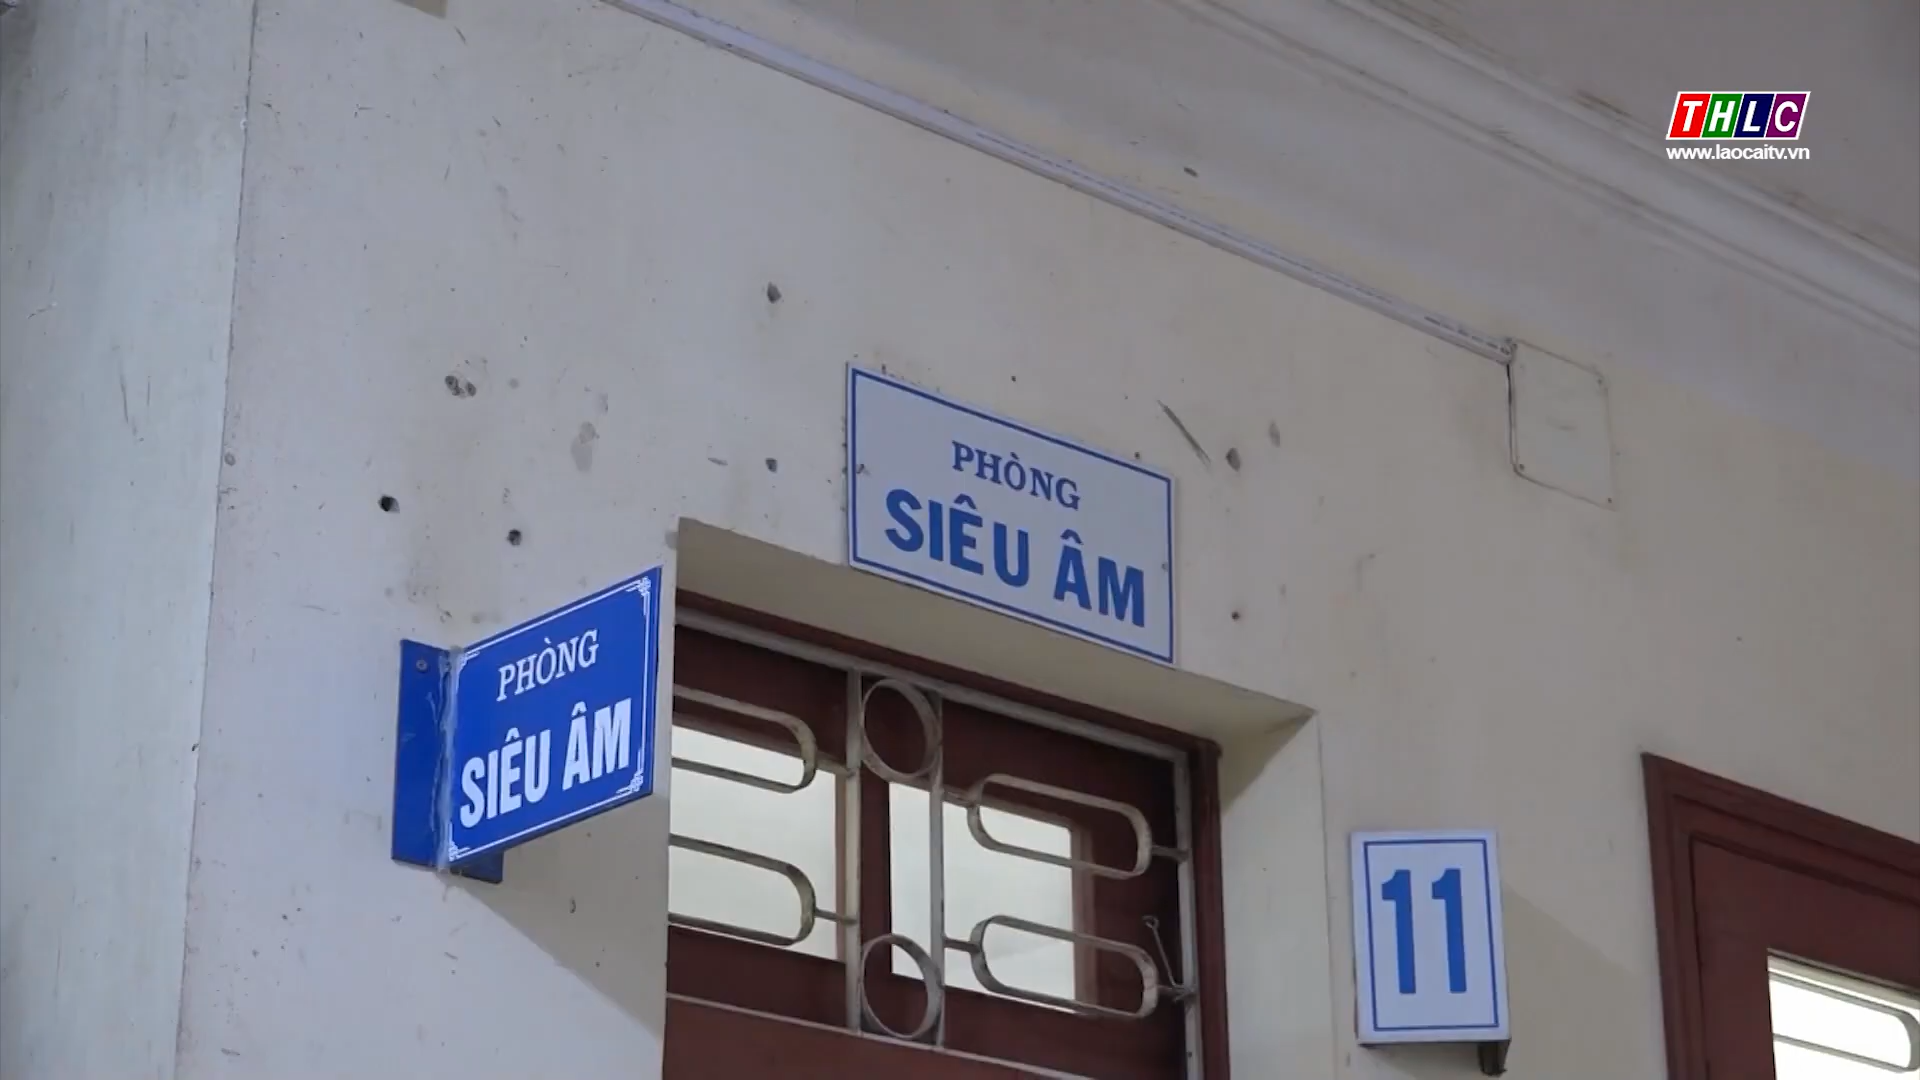 THLC
www.laocaitv.vn
PHÒNG
SIÊU ÂM
PHÒNG
SIÊU ÂM
11